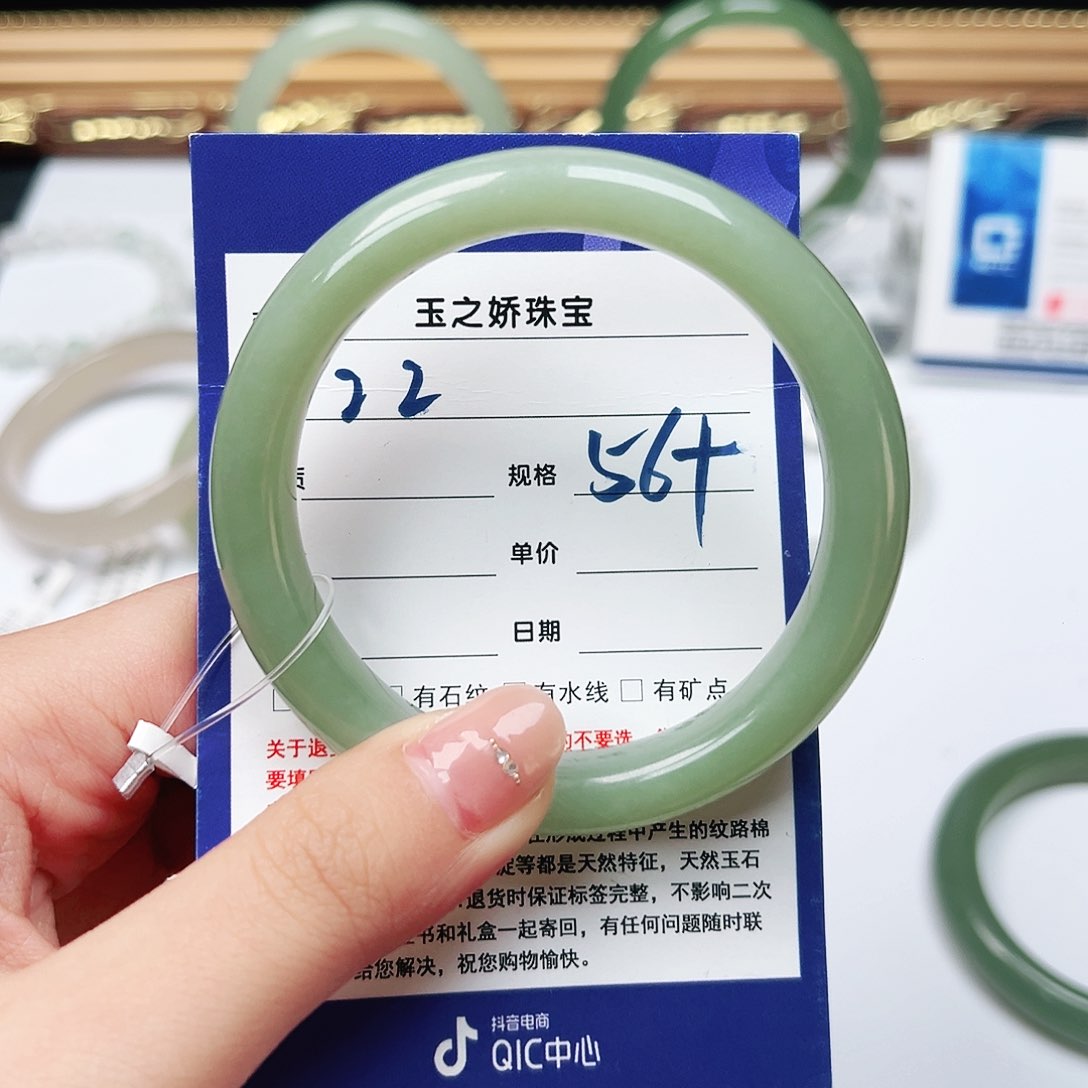 玉之娇珠宝
22
规格 56+
单价
日期
□ □ 有石纹 □ 有水线 □ 有矿点
关于退 的不要选
要填
形成过程中产生的纹路棉
淀等都是天然特征，天然玉石
退货时保证标签完整，不影响二次
书和礼盒一起寄回，有任何问题随时联
给您解决，祝您购物愉快。
抖音电商
QIC中心